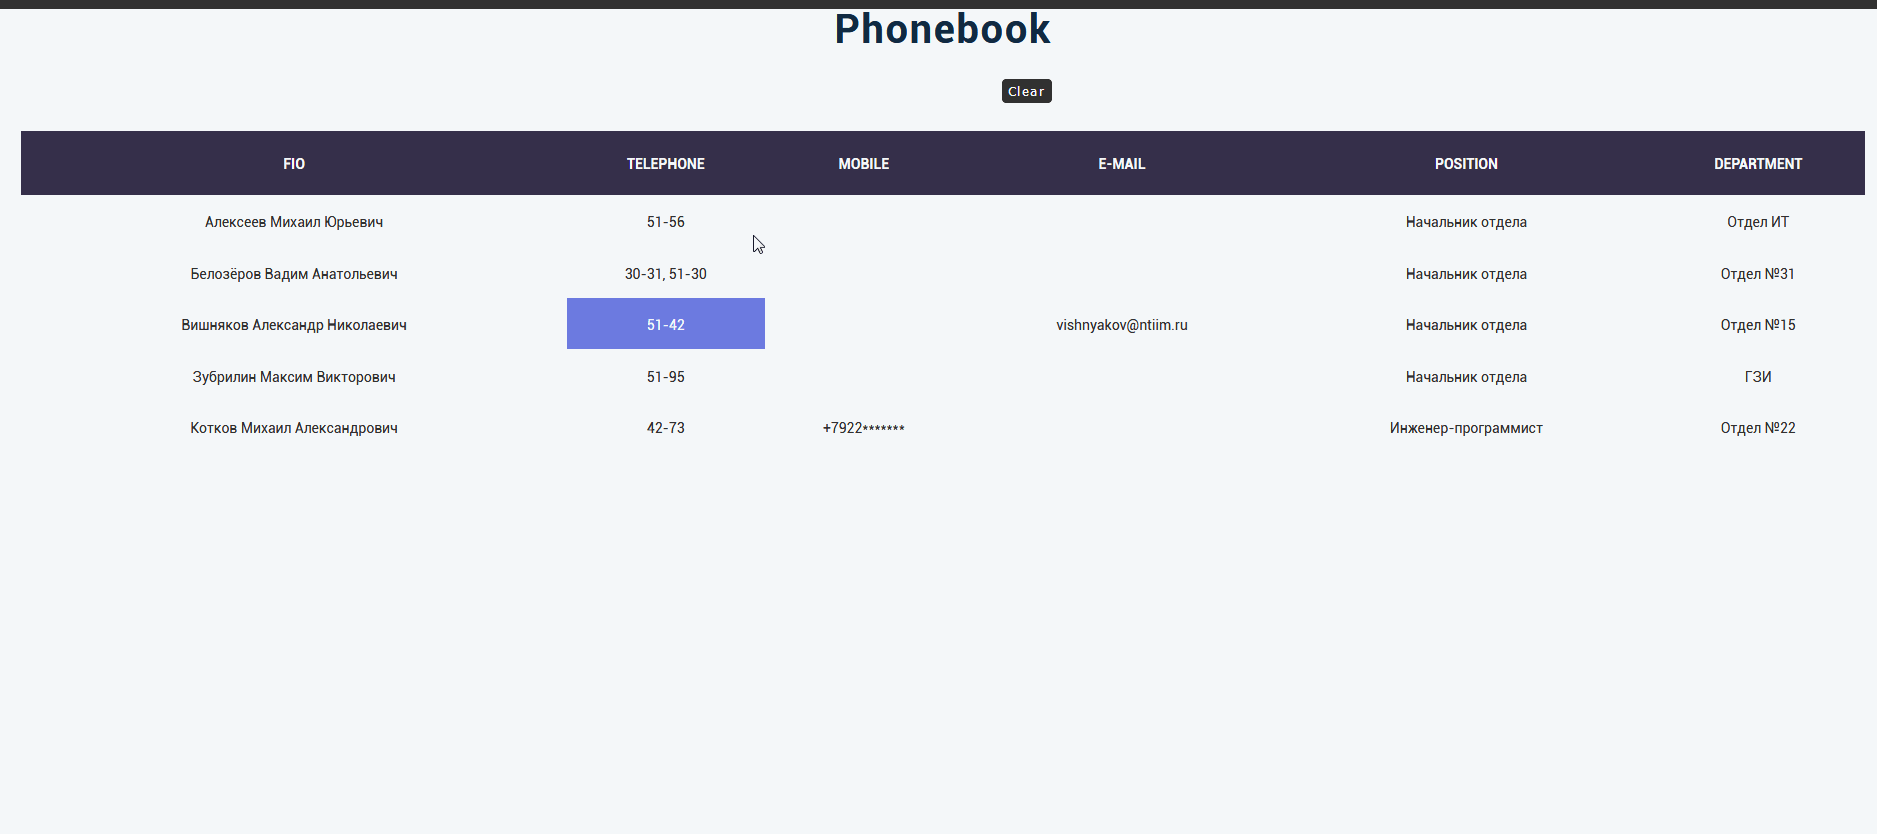 Phonebook
Clear
FIO TELEPHONE MOBILE E-MAIL POSITION DEPARTMENT
Алексеев Михаил Юрьевич 51-56 Начальник отдела Отдел ИТ
Белозёров Вадим Анатольевич 30-31, 51-30 Начальник отдела Отдел №31
Вишняков Александр Николаевич 51-42 vishnyakov@ntiim.ru Начальник отдела Отдел №15
Зубрилин Максим Викторович 51-95 Начальник отдела ГЗИ
Котков Михаил Александрович 42-73 +7922******* Инженер-программист Отдел №22